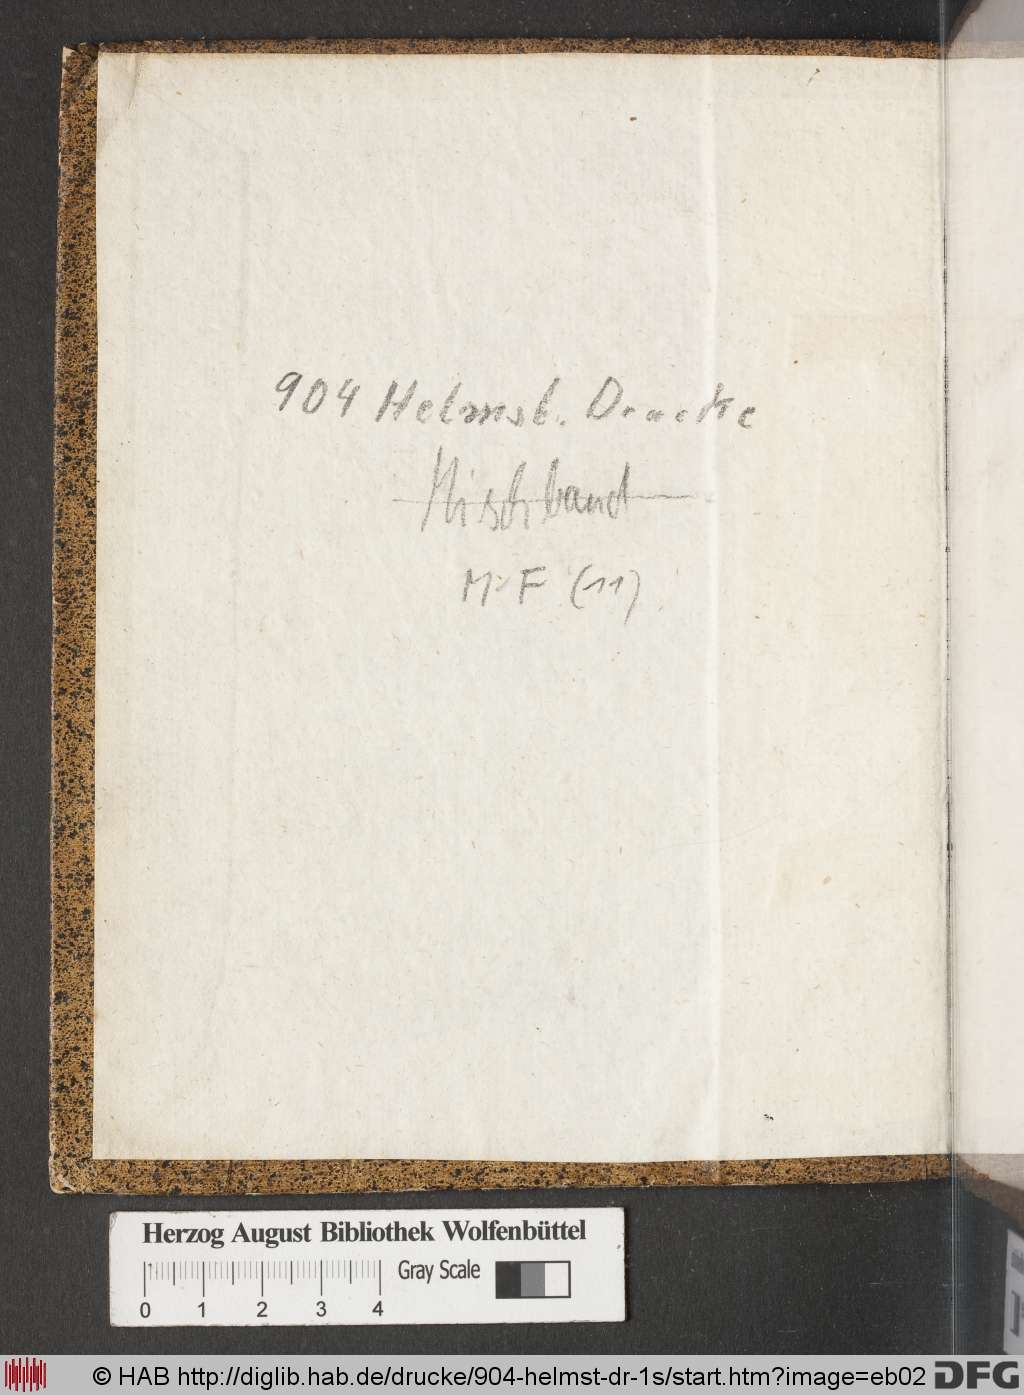 904 Helmst. Drucke
Mischband
M-F (11)
Herzog August Bibliothek Wolfenbüttel
Gray Scale
0 1 2 3 4
© HAB http://diglib.hab.de/drucke/904-helmst-dr-1s/start.htm?image=eb02
DFG